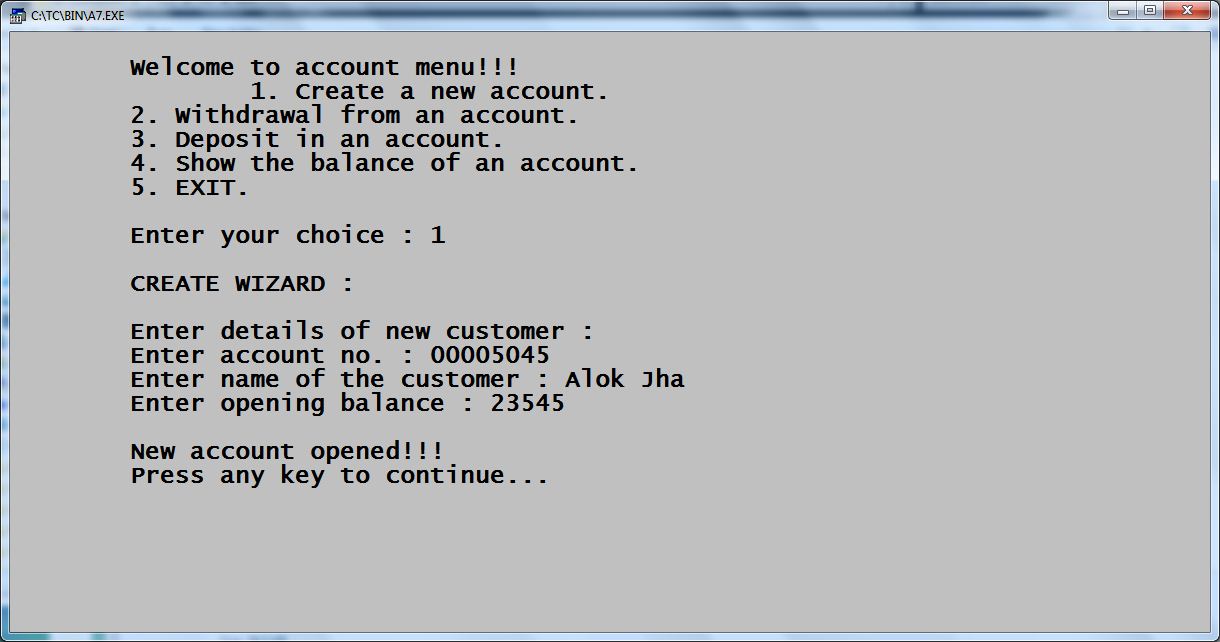 C:\TC\BIN\A7.EXE
Welcome to account menu!!!
1. Create a new account.
2. Withdrawal from an account.
3. Deposit in an account.
4. Show the balance of an account.
5. EXIT.
Enter your choice : 1
CREATE WIZARD :
Enter details of new customer :
Enter account no. : 00005045
Enter name of the customer : Alok Jha
Enter opening balance : 23545
New account opened!!!
Press any key to continue...